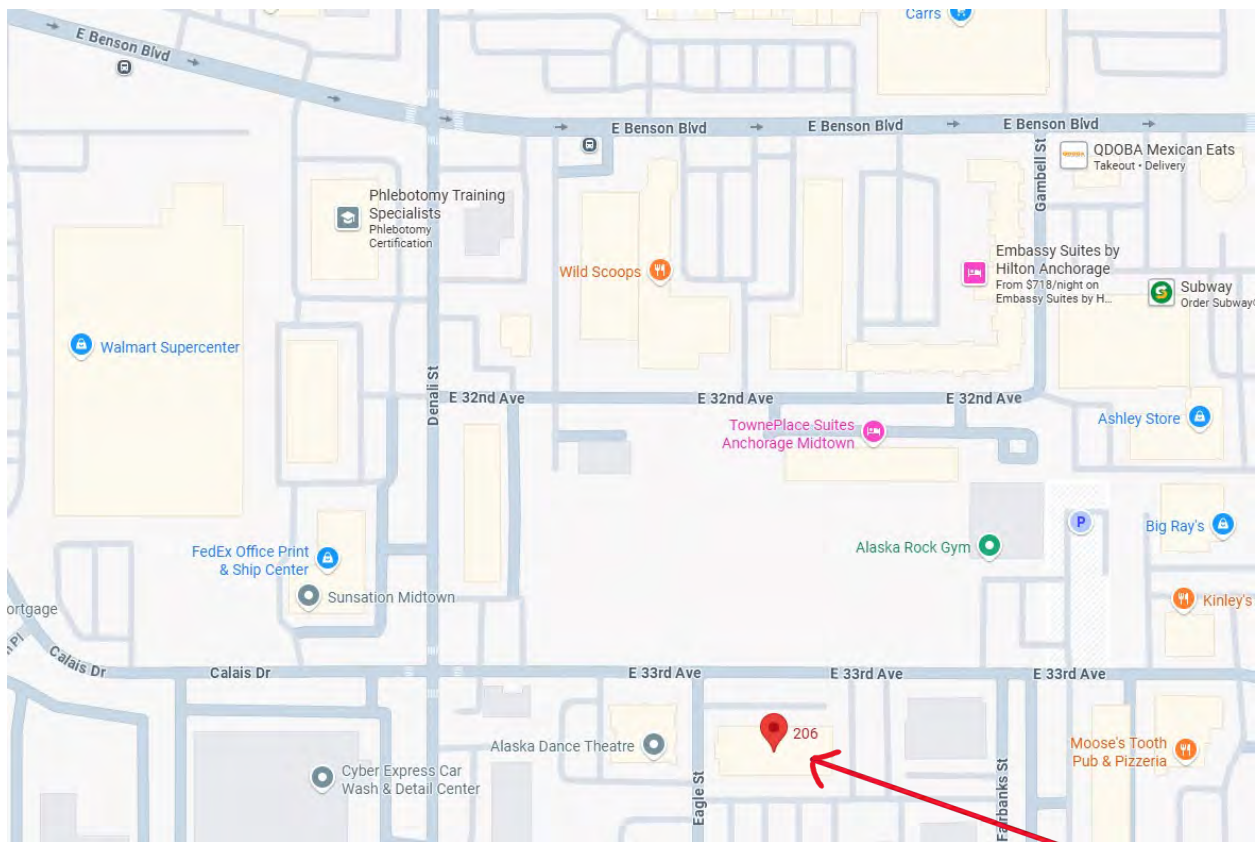 Carrs
E Benson Blvd
E Benson Blvd
E Benson Blvd
E Benson Blvd
QDOBA Mexican Eats
Takeout • Delivery
Gambell St
Phlebotomy Training
Specialists
Phlebotomy
Certification
Wild Scoops
Embassy Suites by
Hilton Anchorage
From $718/night on
Embassy Suites by H...
Subway
Order Subway
Walmart Supercenter
Denali St
E 32nd Ave
E 32nd Ave
E 32nd Ave
Ashley Store
TownePlace Suites
Anchorage Midtown
P
Big Ray's
Alaska Rock Gym
FedEx Office Print
& Ship Center
Sunsation Midtown
Kinley's
ortgage
Calais Dr
Calais Dr
E 33rd Ave
E 33rd Ave
E 33rd Ave
206
Alaska Dance Theatre
Moose's Tooth
Pub & Pizzeria
Cyber Express Car
Wash & Detail Center
Eagle St
Fairbanks St